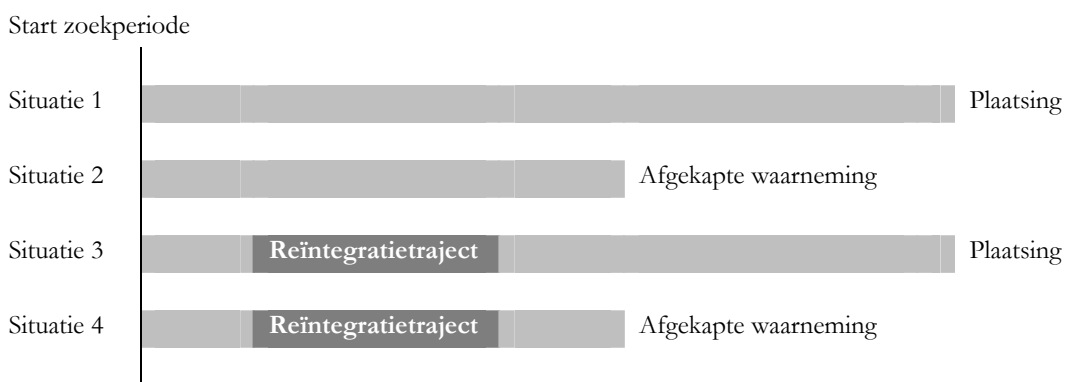 Start zoekperiode
Situatie 1 Plaatsing
Situatie 2 Afgekapte waarneming
Situatie 3 Reïntegratietraject Plaatsing
Situatie 4 Reïntegratietraject Afgekapte waarneming